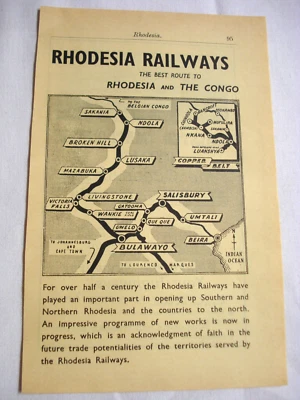 Rhodesia. 95
RHODESIA RAILWAYS
THE BEST ROUTE TO
RHODESIA AND THE CONGO
TO THE
BELGIAN CONGO
SAKANIA
NDOLA
MUFULIRA
NKANA
NDOLA
LUANSHYA
COPPER
BELT
BROKEN HILL
LUSAKA
MAZABUKA
LIVINGSTONE
SALISBURY
VICTORIA
FALLS
GATOOMA
WANKIE
QUE QUE
UMTALI
GWELO
BEIRA
BULAWAYO
TO JOHANNESBURG
AND
CAPE TOWN
N
INDIAN
OCEAN
TO LOURENCO MARQUES
For over half a century the Rhodesia Railways have
played an important part in opening up Southern and
Northern Rhodesia and the countries to the north.
An impressive programme of new works is now in
progress, which is an acknowledgment of faith in the
future trade potentialities of the territories served by
the Rhodesia Railways.